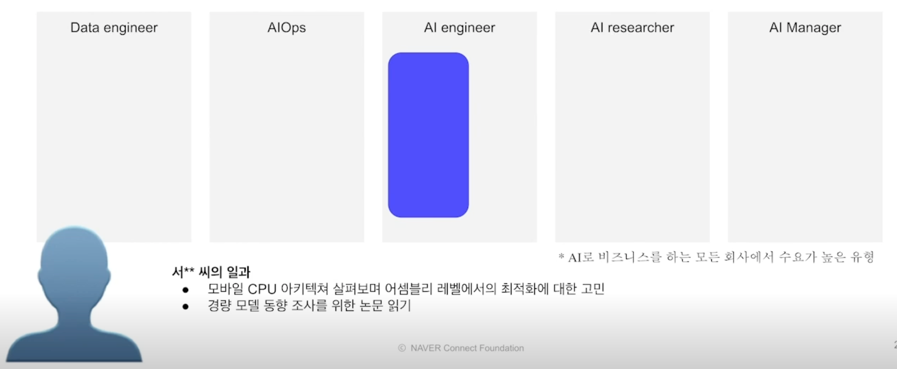 Data engineer
AIOps
AI engineer
AI researcher
AI Manager
* AI로 비즈니스를 하는 모든 회사에서 수요가 높은 유형
서** 씨의 일과
● 모바일 CPU 아키텍쳐 살펴보며 어셈블리 레벨에서의 최적화에 대한 고민
● 경량 모델 동향 조사를 위한 논문 읽기
ⓒ NAVER Connect Foundation